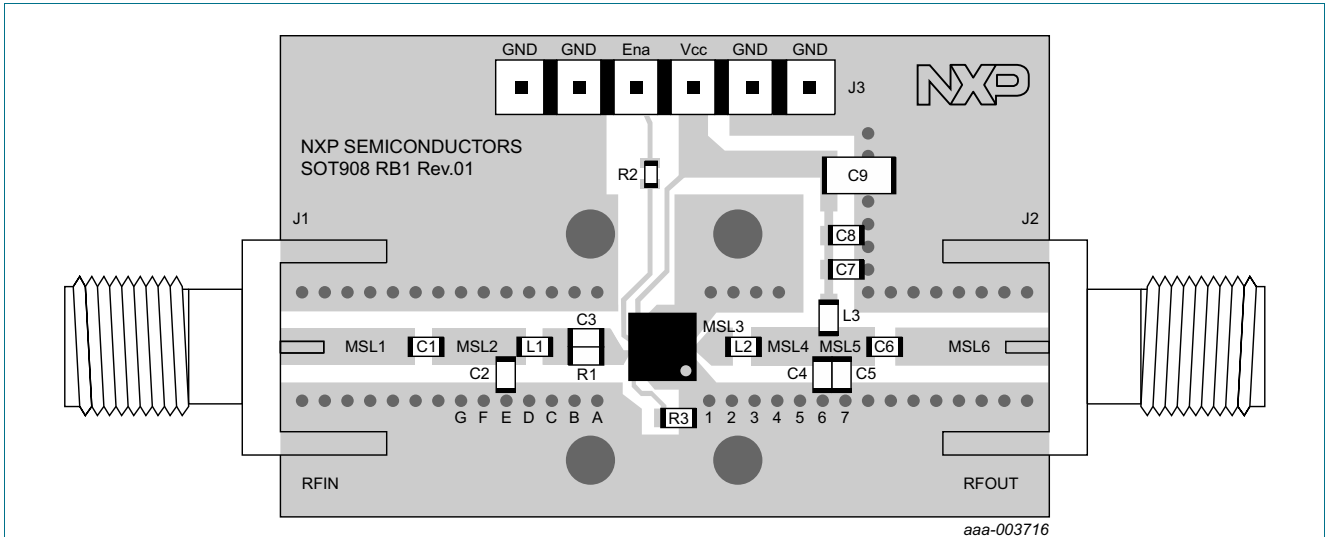 GND GND Ena Vcc GND GND
J3
NXP
NXP SEMICONDUCTORS
SOT908 RB1 Rev.01
R2
C9
J1
J2
C8
C7
L3
C3
MSL3
MSL1 C1 MSL2 L1 L2 MSL4 MSL5 C6 MSL6
C2 R1 C4 C5
R3
G F E D C B A 1 2 3 4 5 6 7
RFIN
RFOUT
aaa-003716